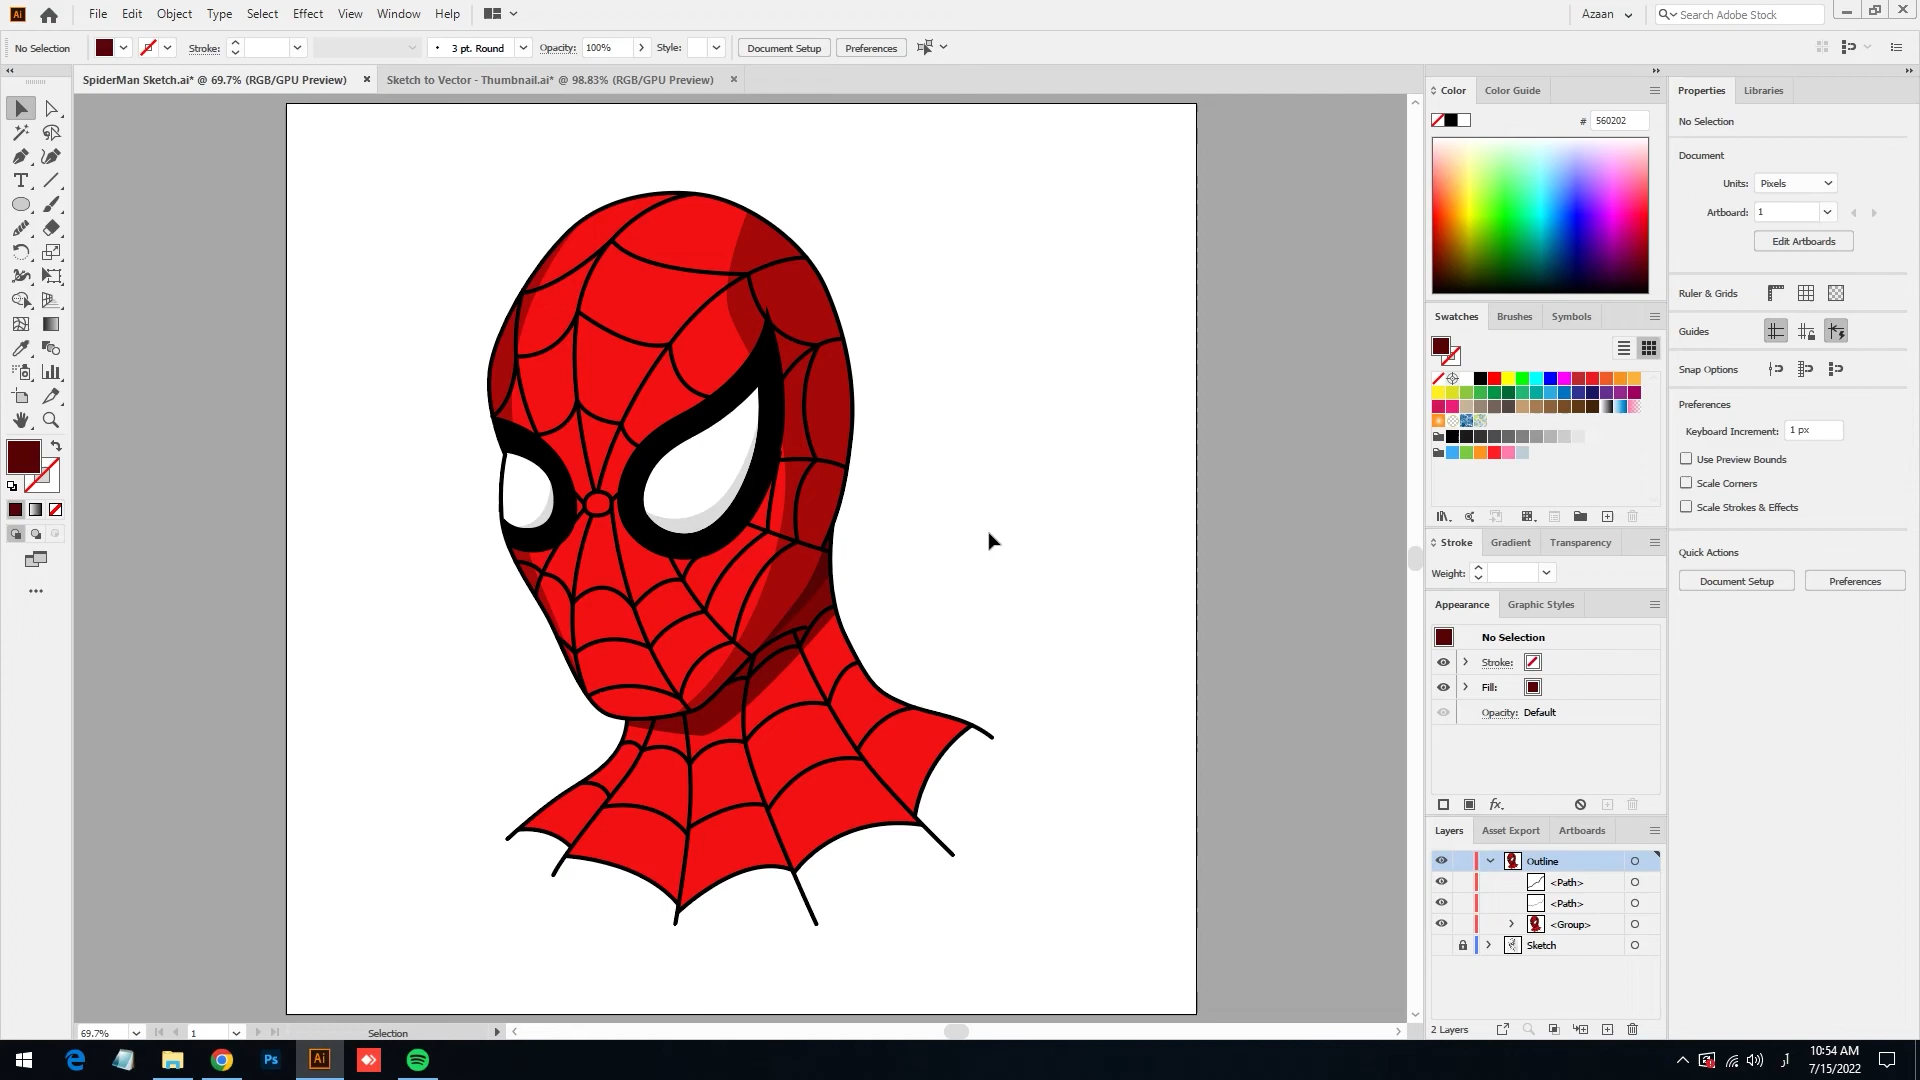 Ai File Edit Object Type Select Effect View Window Help Azaan Search Adobe Stock
No Selection Stroke: 3 pt. Round Opacity: 100% Style: Document Setup Preferences
SpiderMan Sketch.ai* @ 69.7% (RGB/GPU Preview) Sketch to Vector - Thumbnail.ai* @ 98.83% (RGB/GPU Preview)
Color Color Guide
# 560202
Swatches Brushes Symbols
Stroke Gradient Transparency
Weight:
Appearance Graphic Styles
No Selection
Stroke:
Fill:
Opacity: Default
fx.
Layers Asset Export Artboards
Outline
<Path>
<Path>
<Group>
Sketch
2 Layers
Properties Libraries
No Selection
Document
Units: Pixels
Artboard: 1
Edit Artboards
Ruler & Grids
Guides
Snap Options
Preferences
Keyboard Increment: 1 px
Use Preview Bounds
Scale Corners
Scale Strokes & Effects
Quick Actions
Document Setup Preferences
69.7% 1 Selection
Ps Ai
10:54 AM
7/15/2022